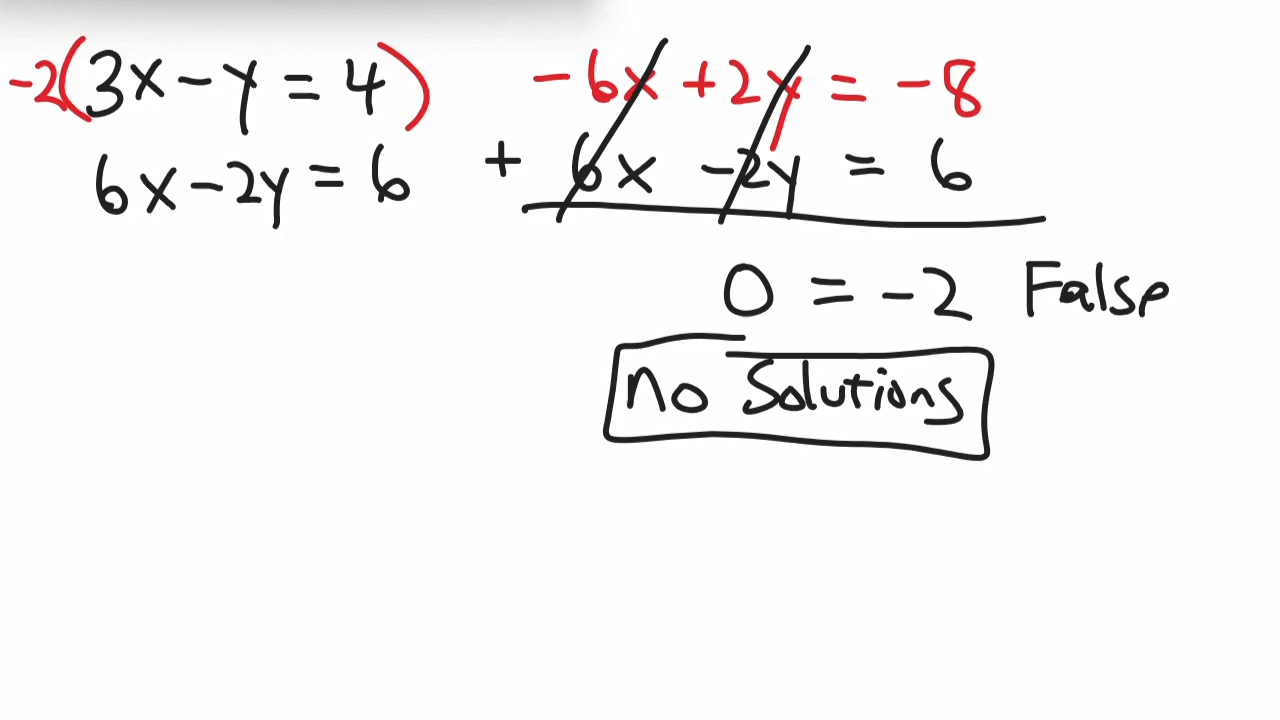 -2(3x - y = 4)
6x - 2y = 6
-6x + 2y = -8
+ 6x - 2y = 6
0 = -2 False
no Solutions